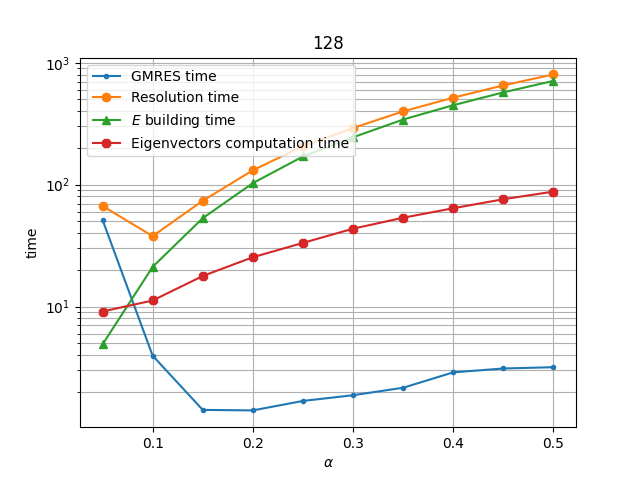 128
GMRES time
Resolution time
E building time
Eigenvectors computation time
time
10³
10²
10¹
0.1 0.2 0.3 0.4 0.5
α